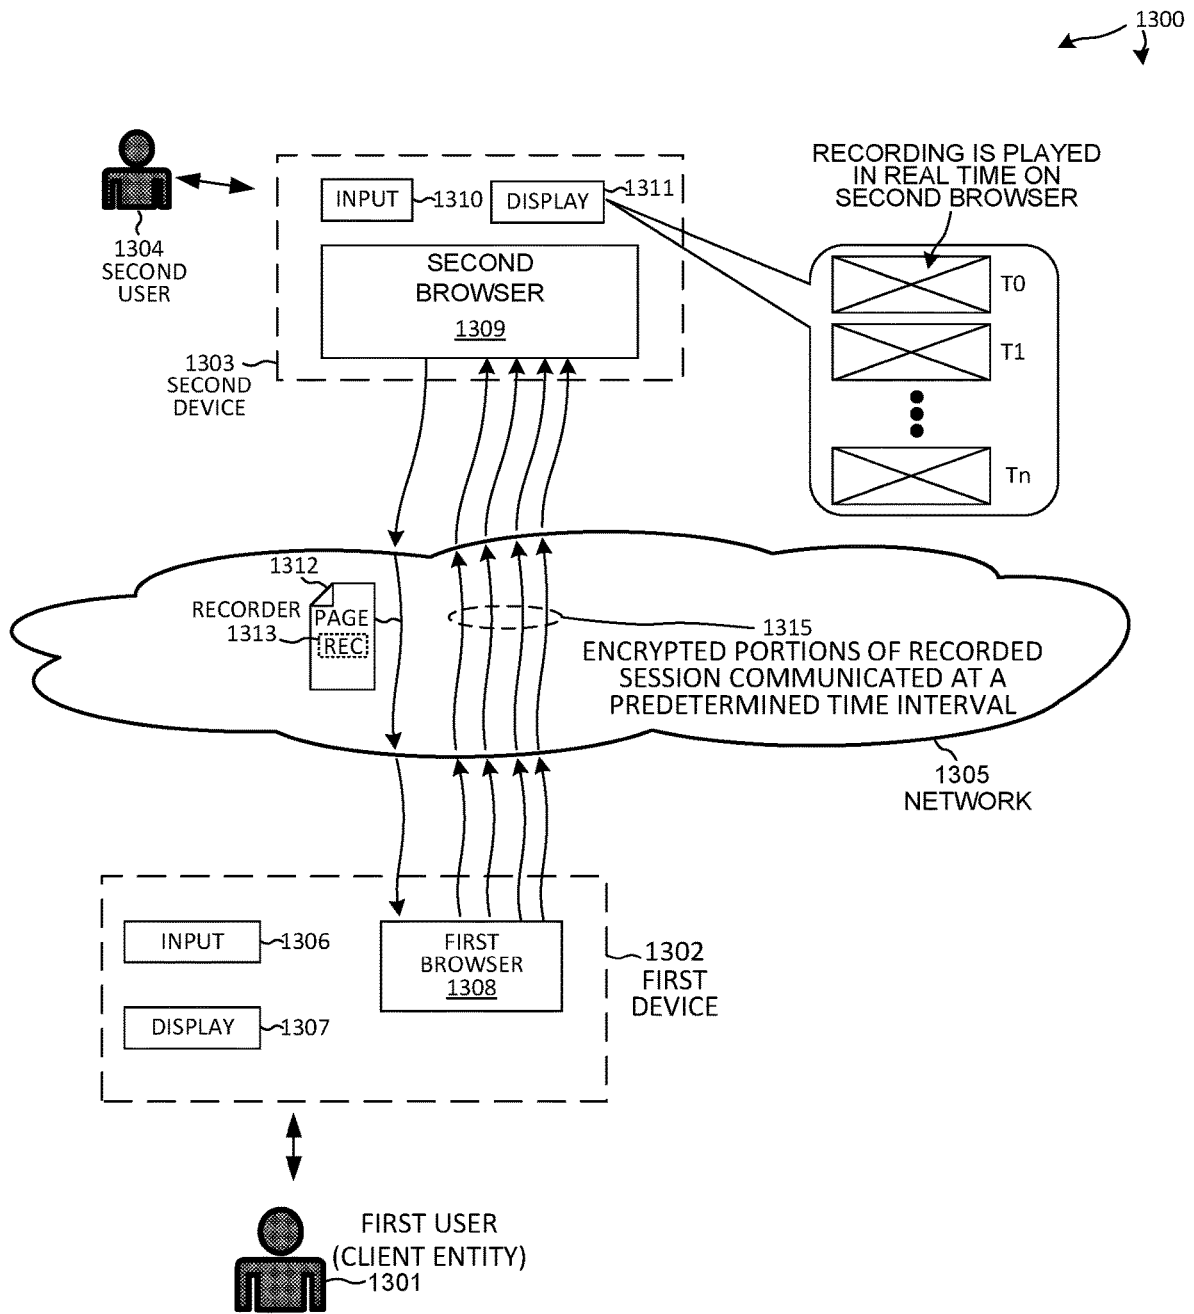 1300
RECORDING IS PLAYED
IN REAL TIME ON
SECOND BROWSER
INPUT
1310
DISPLAY
1311
1304
SECOND
USER
SECOND
BROWSER
1309
T0
T1
Tn
1303
SECOND
DEVICE
1312
RECORDER
1313
PAGE
REC
1315
ENCRYPTED PORTIONS OF RECORDED
SESSION COMMUNICATED AT A
PREDETERMINED TIME INTERVAL
1305
NETWORK
INPUT
1306
FIRST
BROWSER
1308
1302
FIRST
DEVICE
DISPLAY
1307
FIRST USER
(CLIENT ENTITY)
1301